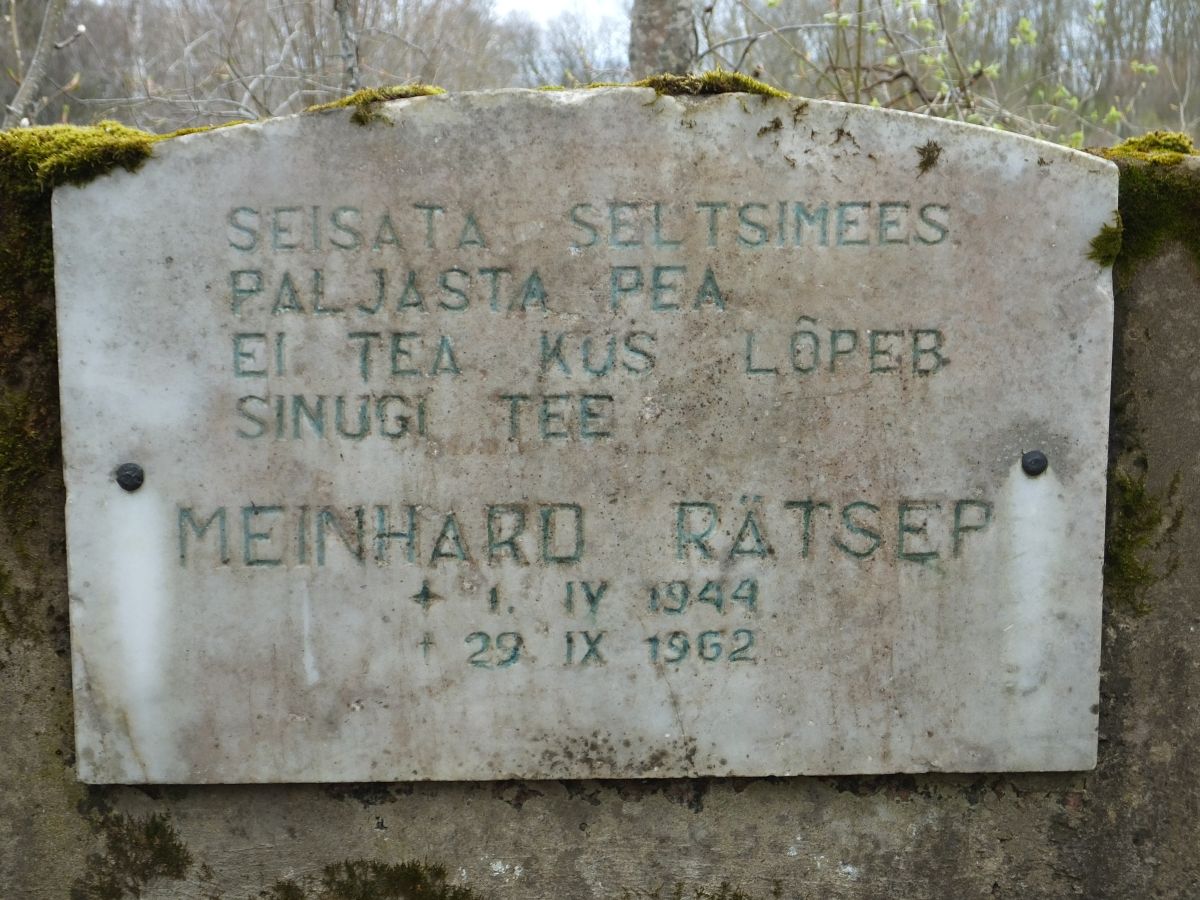 SEISATA SELTSIMEES
PALJASTA PEA
EI TEA KUS LÕPEB
SINUGI TEE
MEINHARD RÄTSEP
1. IV 1944
29 IX 1962